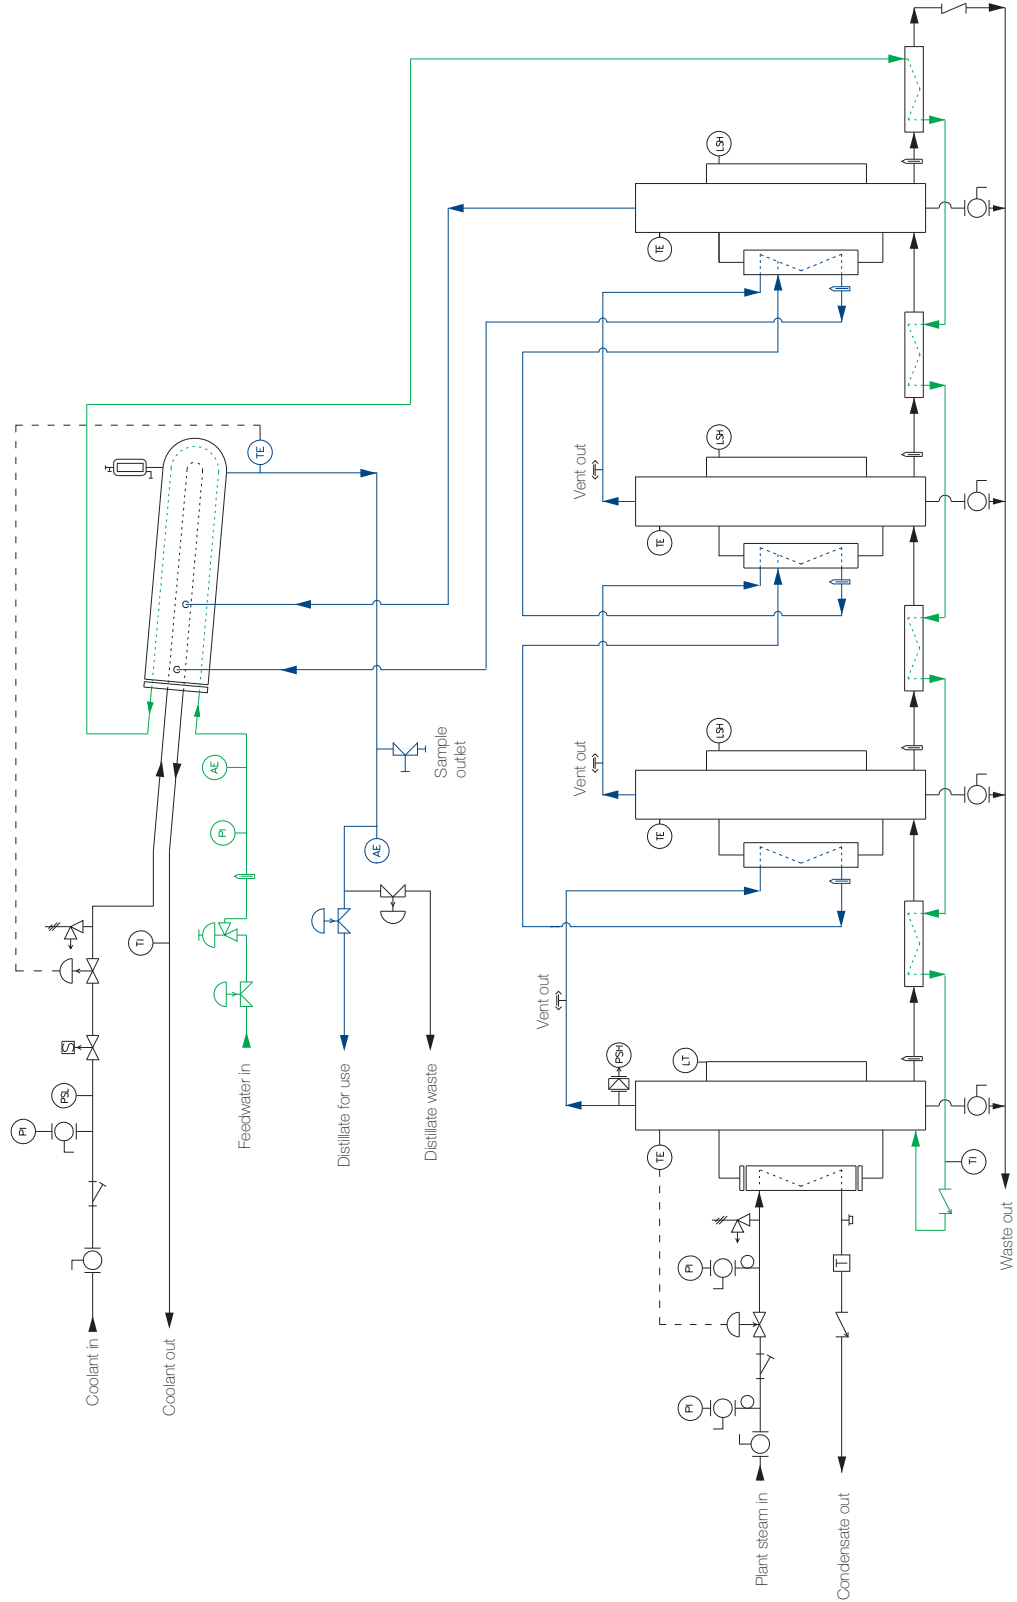 PI
PSL
S
Coolant in
TI
Coolant out
AE
PI
Feedwater in
TE
Distillate for use
AE
Distillate waste
Sample
outlet
Vent out
Vent out
Vent out
PSH
TE
TE
TE
TE
LT
PI
PI
LSH
LSH
LSH
Plant steam in
T
Condensate out
TI
Waste out